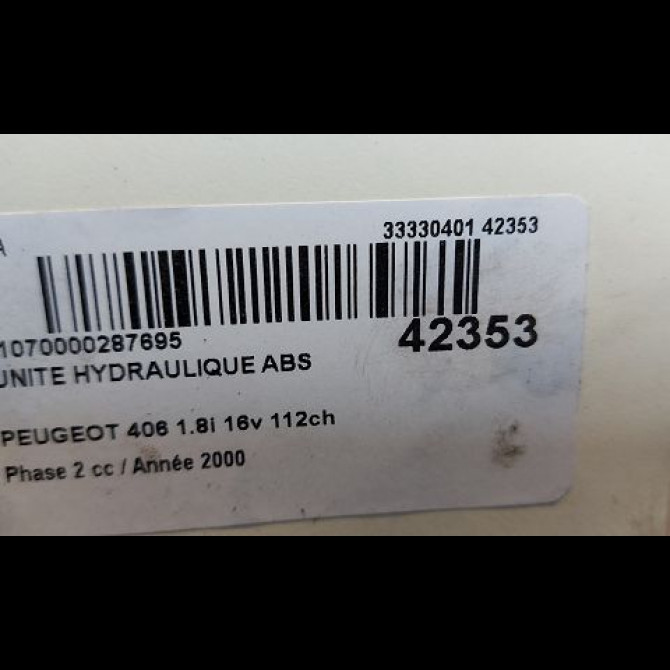 33330401 42353
1070000287695
42353
UNITE HYDRAULIQUE ABS
PEUGEOT 406 1.8i 16v 112ch
Phase 2 cc / Année 2000